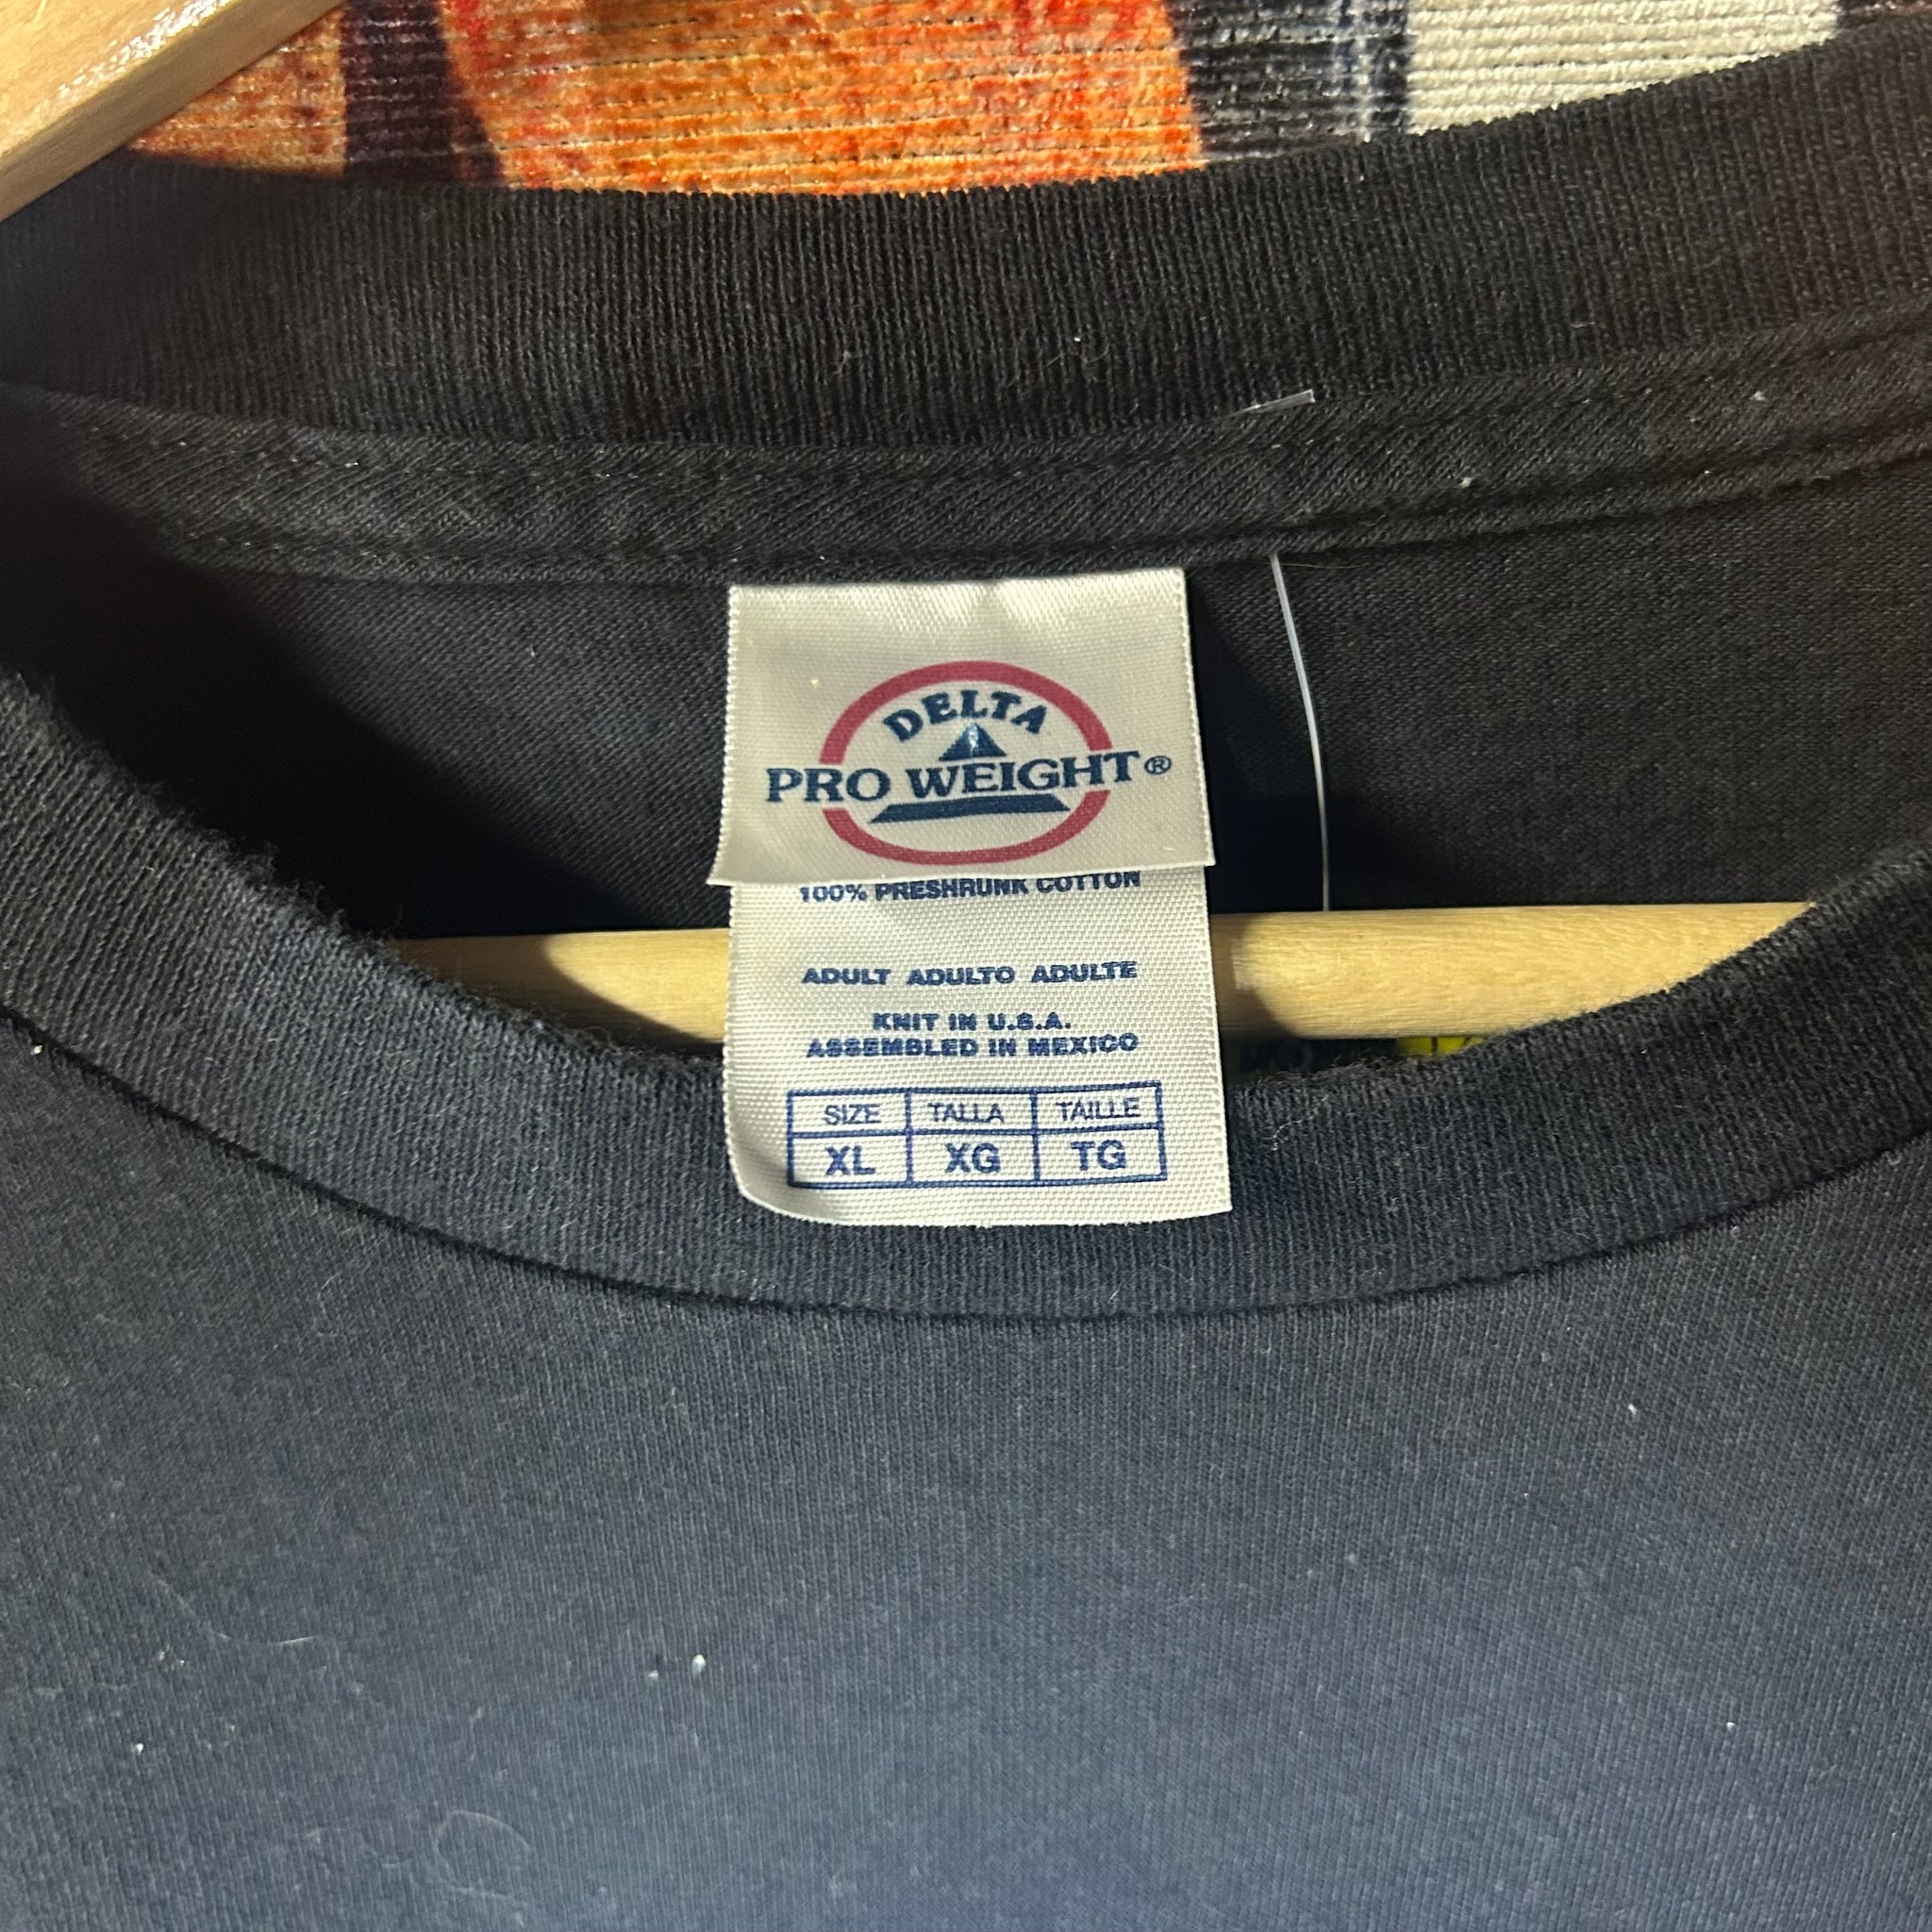 DELTA
PRO WEIGHT®
100% PRESHRUNK COTTON
ADULT ADULTO ADULTE
KNIT IN U.S.A.
ASSEMBLED IN MEXICO
SIZE TALLA TAILLE
XL XG TG